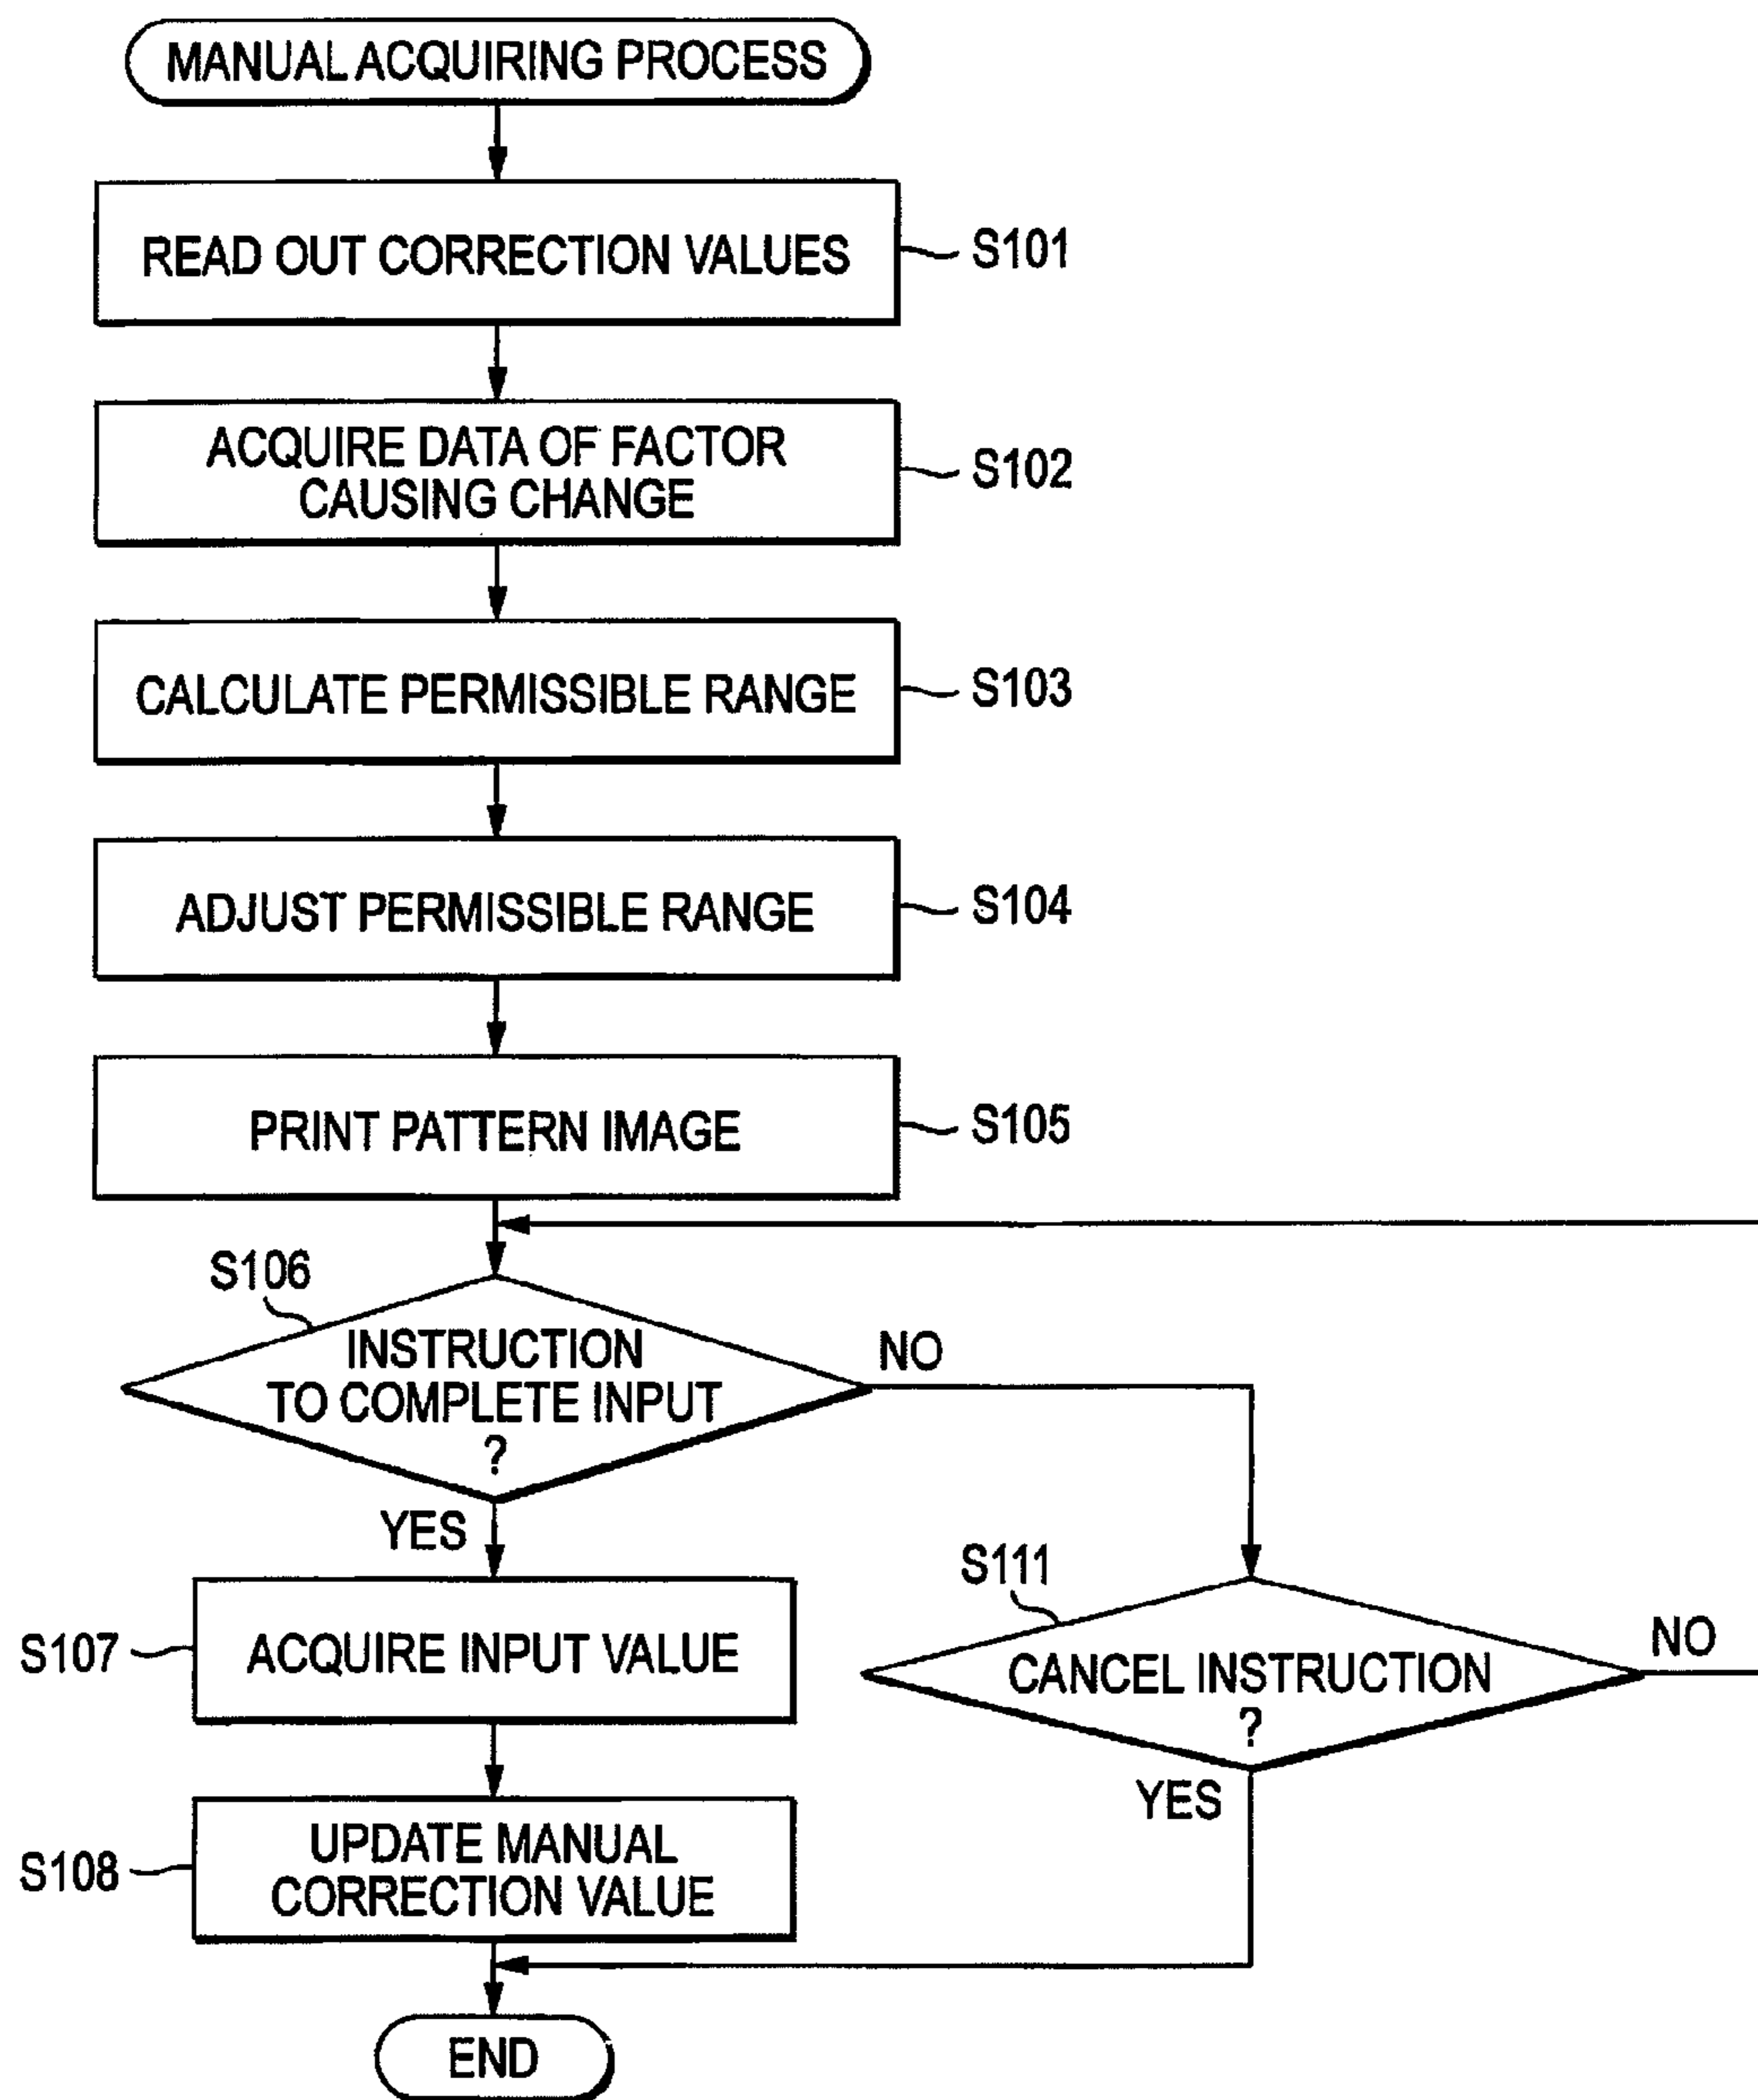 MANUAL ACQUIRING PROCESS
READ OUT CORRECTION VALUES
S101
ACQUIRE DATA OF FACTOR
CAUSING CHANGE
S102
CALCULATE PERMISSIBLE RANGE
S103
ADJUST PERMISSIBLE RANGE
S104
PRINT PATTERN IMAGE
S105
S106
INSTRUCTION
TO COMPLETE INPUT
?
NO
YES
S107
ACQUIRE INPUT VALUE
S111
CANCEL INSTRUCTION
?
NO
YES
S108
UPDATE MANUAL
CORRECTION VALUE
END